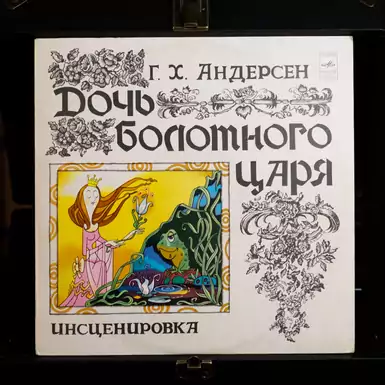 Г. Х. Андерсен
Дочь
болотного
царя
инсценировка